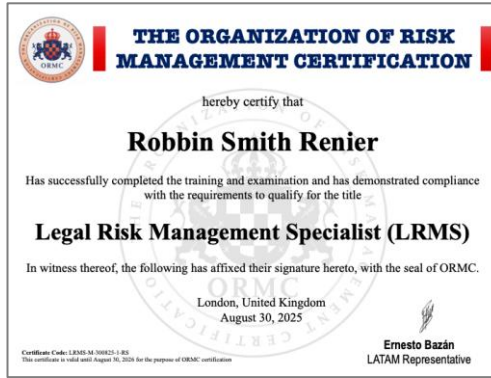 THE ORGANIZATION OF RISK
MANAGEMENT CERTIFICATION
ORMC
hereby certify that
Robbin Smith Renier
Has successfully completed the training and examination and has demonstrated compliance
with the requirements to qualify for the title
Legal Risk Management Specialist (LRMS)
In witness thereof, the following has affixed their signature hereto, with the seal of ORMC.
ORMC
London, United Kingdom
August 30, 2025
Ernesto Bazán
LATAM Representative
Certificate Code: LRMS-M-300825-1-RS
This certificate is valid until August 30, 2026 for the purpose of ORMC certification